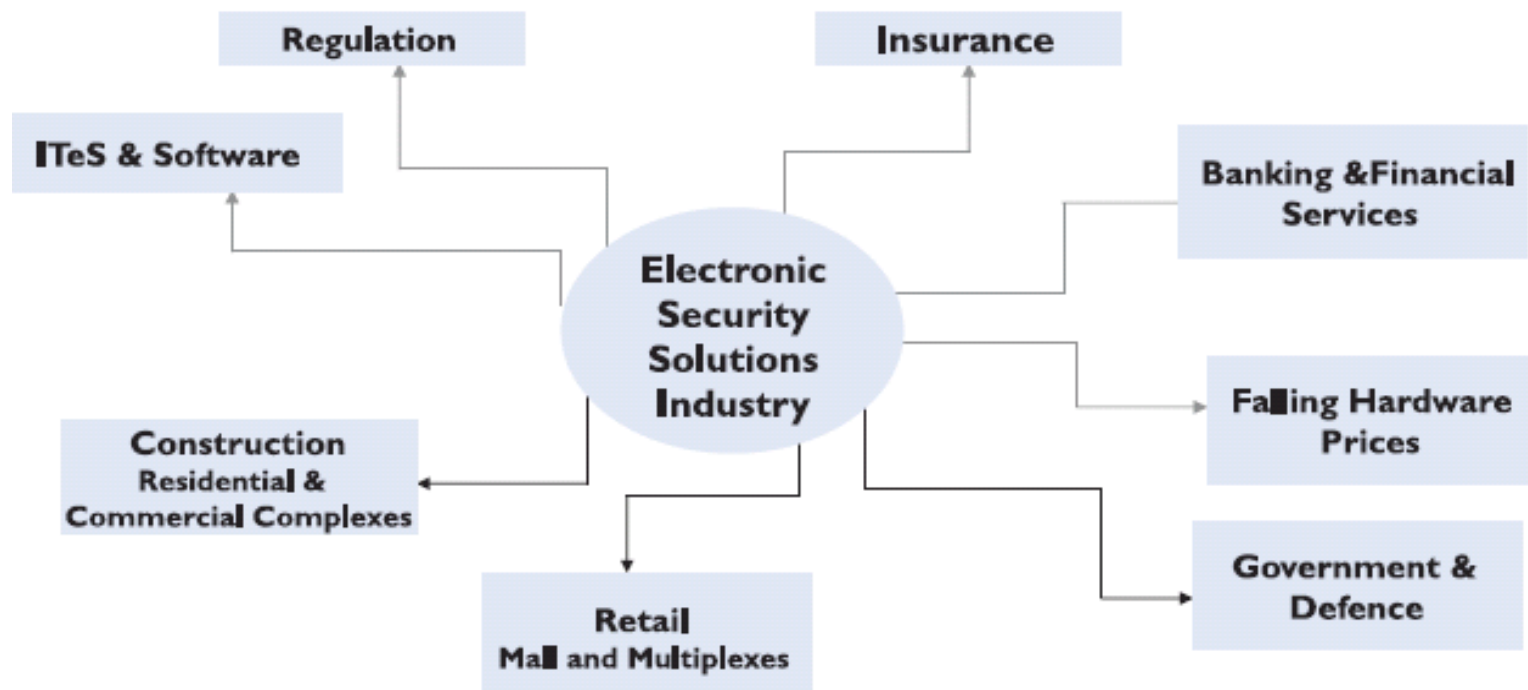 Regulation
Insurance
ITeS & Software
Banking &Financial
Services
Electronic
Security
Solutions
Industry
Falling Hardware
Prices
Construction
Residential &
Commercial Complexes
Government &
Defence
Retail
Mall and Multiplexes